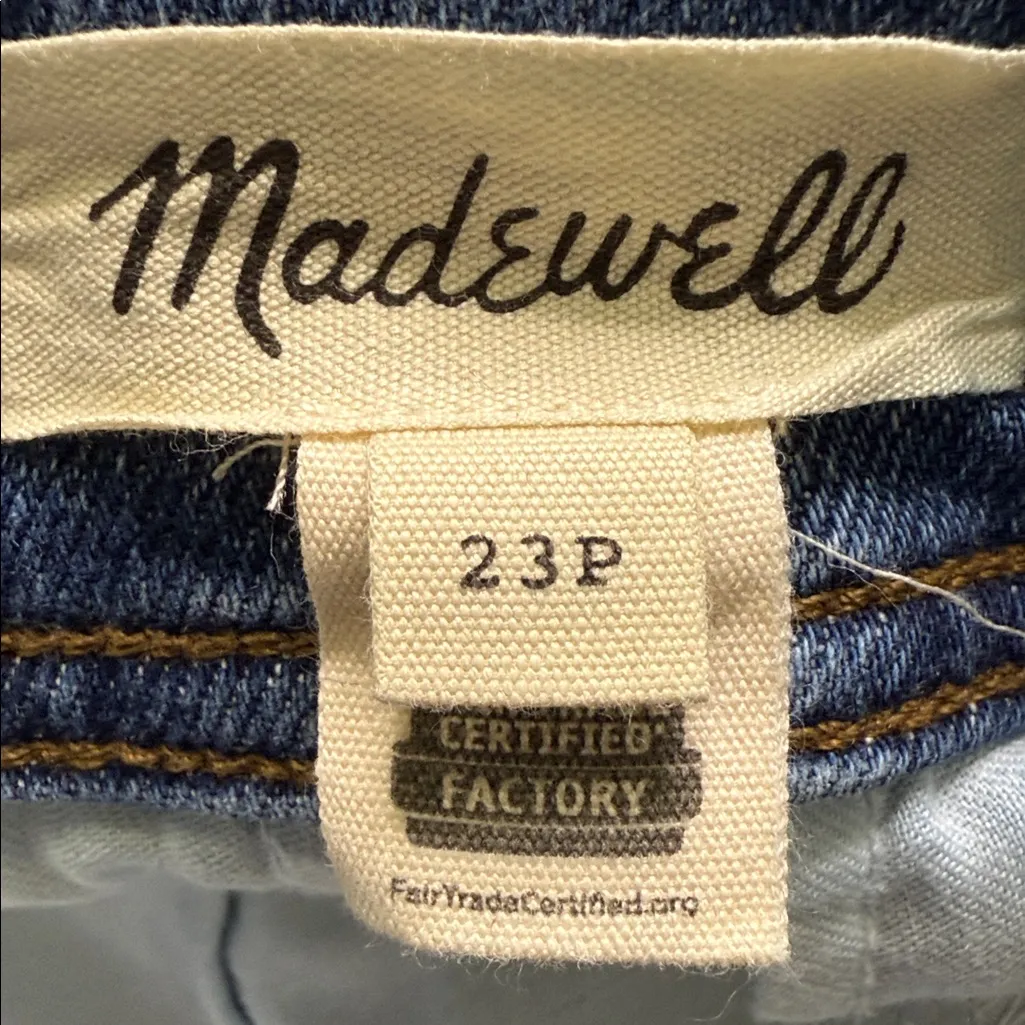 Madewell
23P
CERTIFIED
FACTORY
FairTradeCertified.org